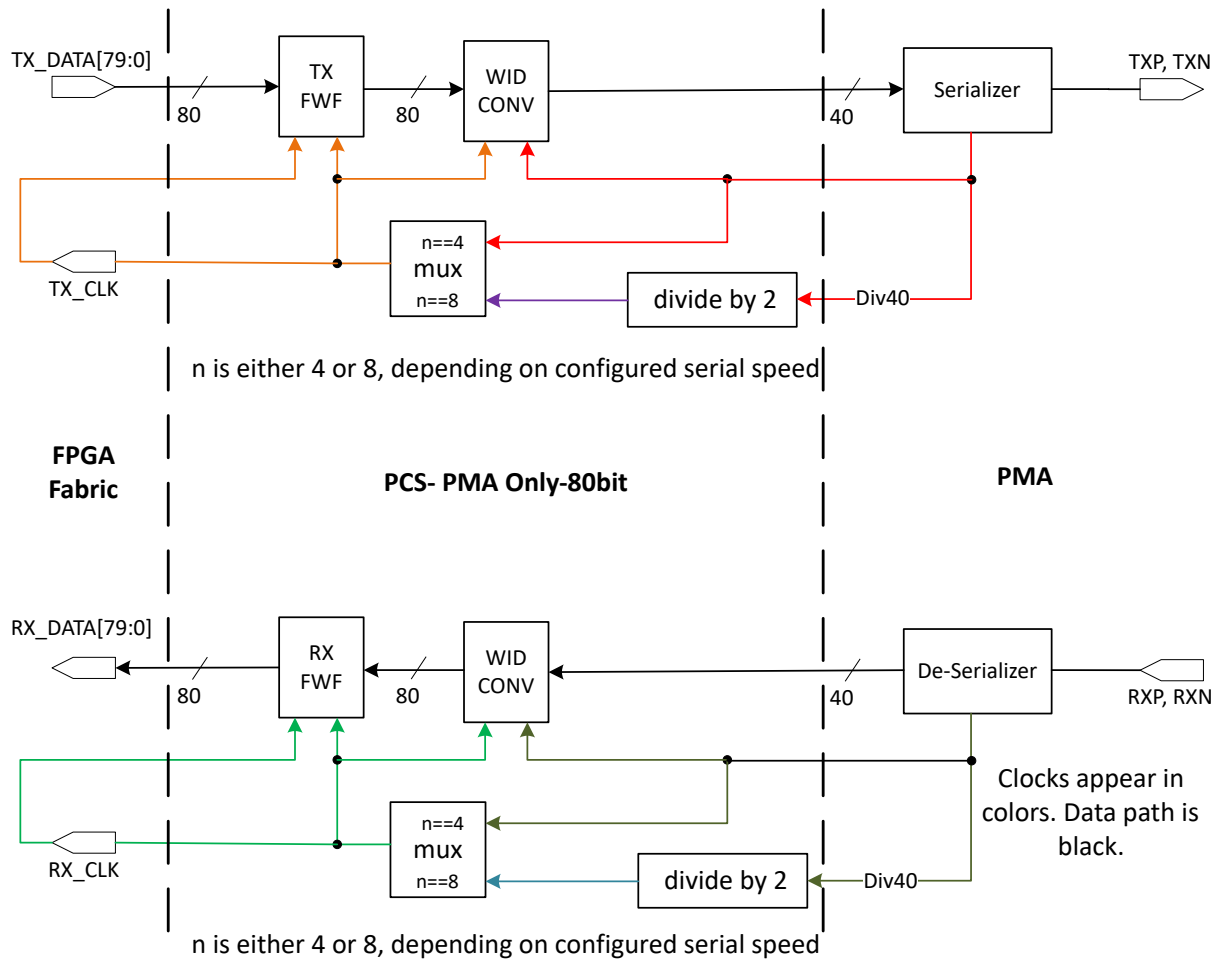 TX_DATA[79:0]
TX
FWF
WID
CONV
Serializer
TXP, TXN
80
80
40
n==4
mux
n==8
divide by 2
Div40
TX_CLK
n is either 4 or 8, depending on configured serial speed
FPGA
Fabric
PCS- PMA Only-80bit
PMA
RX_DATA[79:0]
RX
FWF
WID
CONV
De-Serializer
RXP, RXN
80
80
40
Clocks appear in
colors. Data path is
black.
n==4
mux
n==8
divide by 2
Div40
RX_CLK
n is either 4 or 8, depending on configured serial speed